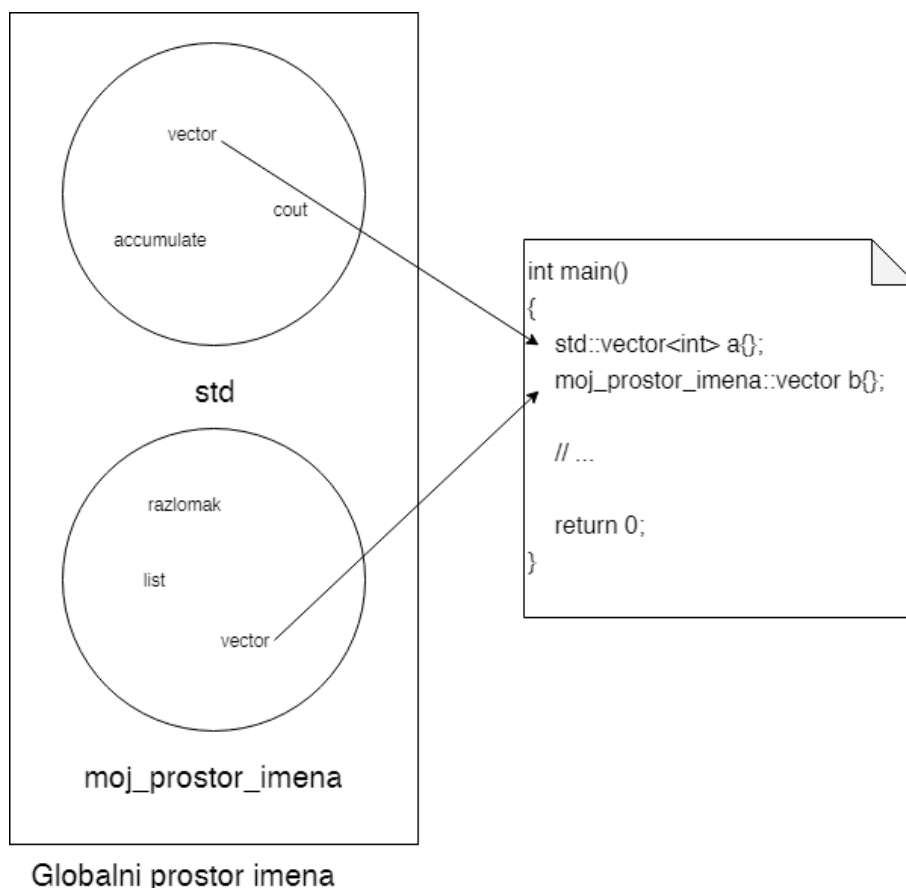 vector
cout
accumulate
std
razlomak
list
vector
moj_prostor_imena
Globalni prostor imena
int main()
{
std::vector<int> a{};
moj_prostor_imena::vector b{};
// ...
return 0;
}